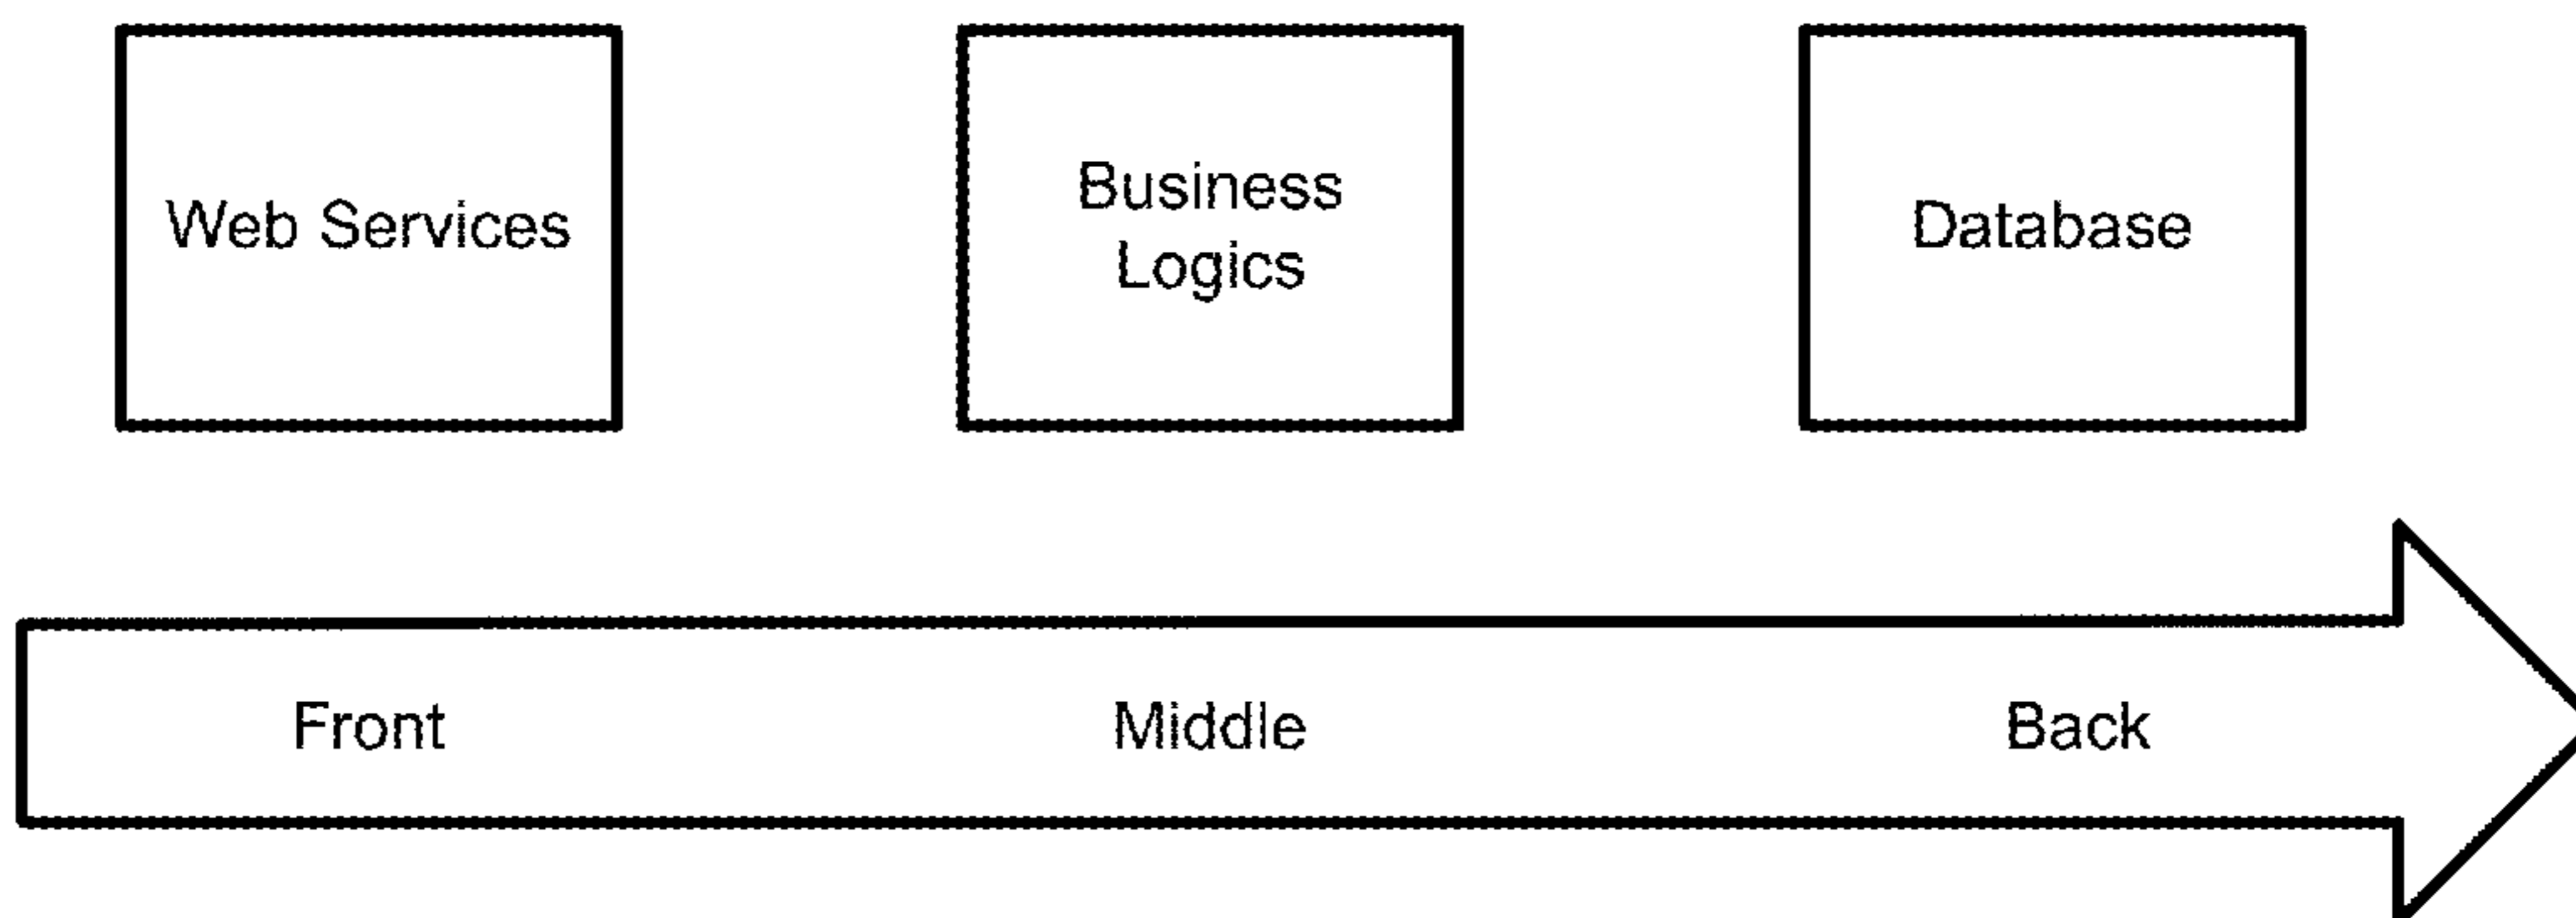 Web Services
Business
Logics
Database
Front
Middle
Back